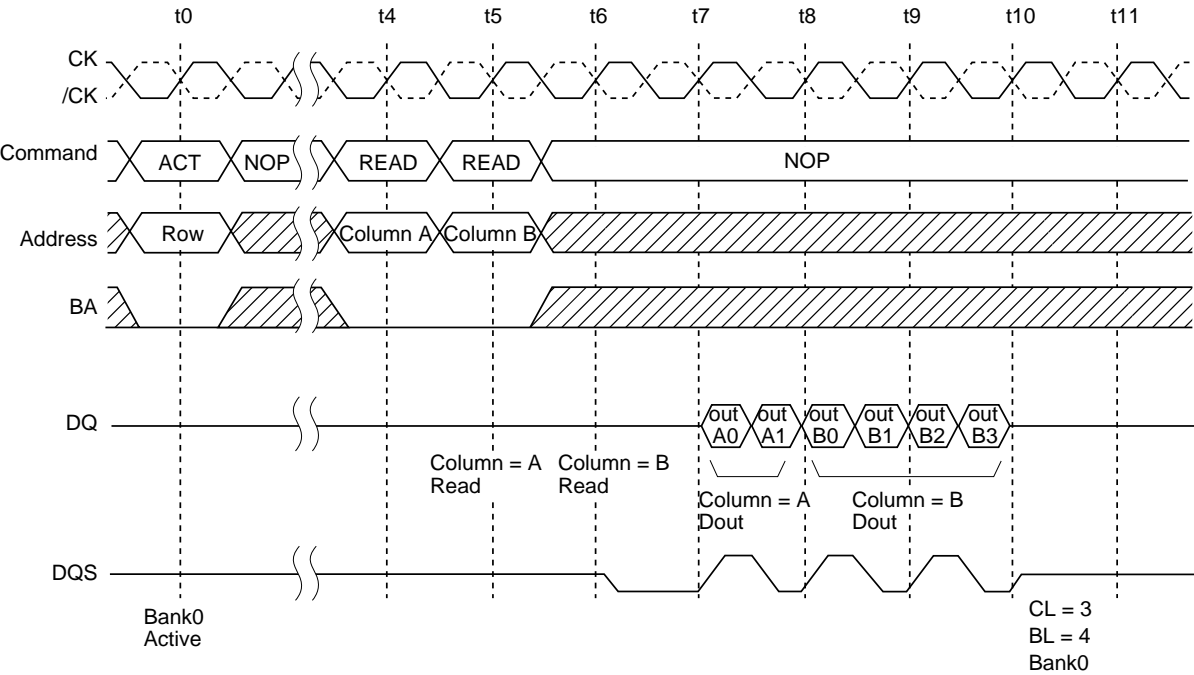 t0 t4 t5 t6 t7 t8 t9 t10 t11
CK
/CK
Command ACT NOP READ READ NOP
Address Row Column A Column B
BA
DQ out A0 out A1 out B0 out B1 out B2 out B3
Column = A Column = B
Read Read
Column = A Column = B
Dout Dout
DQS
Bank0
Active
CL = 3
BL = 4
Bank0